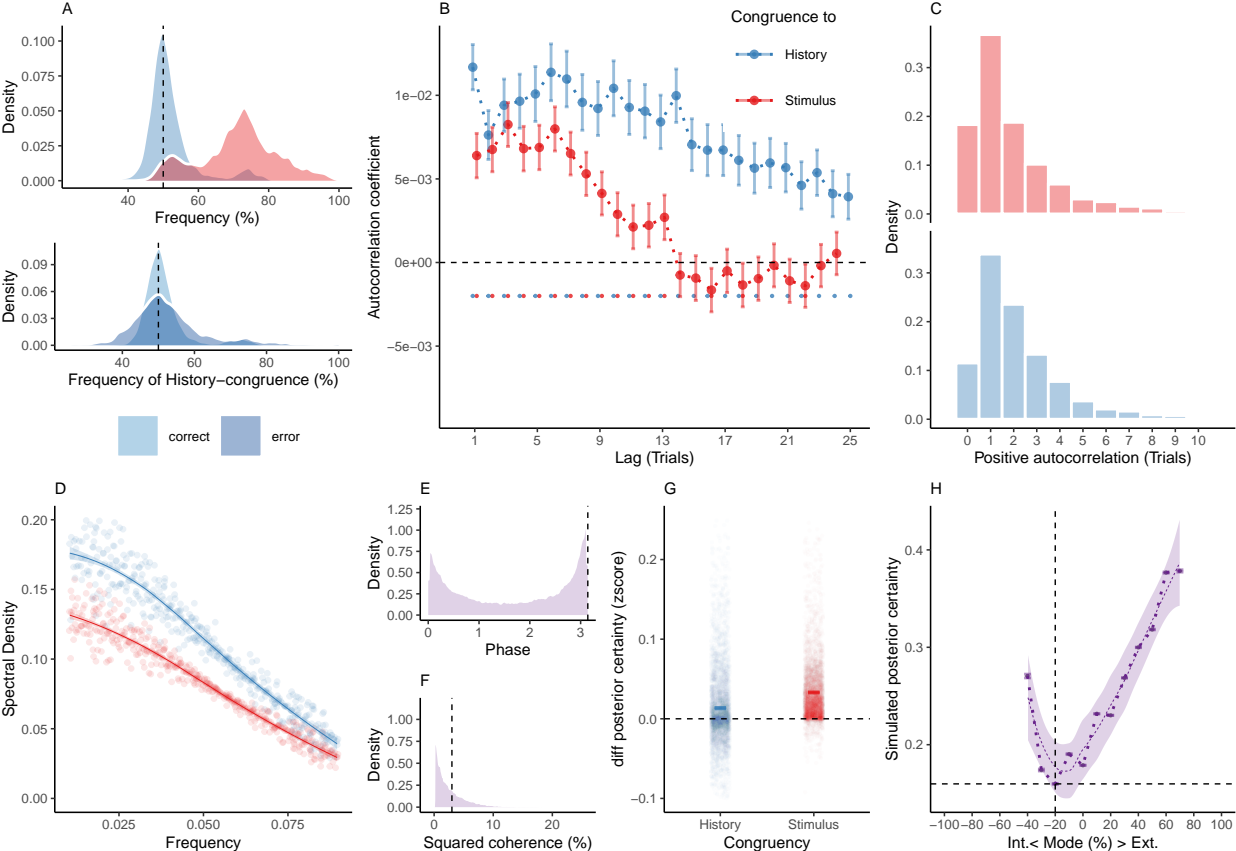 A
0.100
0.075
0.050
0.025
0.000
Density
40
60
80
100
Frequency (%)
0.09
0.06
0.03
0.00
Density
40
60
80
100
Frequency of History−congruence (%)
correct
error
B
Congruence to
History
Stimulus
1e−02
5e−03
0e+00
−5e−03
Autocorrelation coefficient
1
5
9
13
17
21
25
Lag (Trials)
C
0.3
0.2
0.1
0.0
Density
0.3
0.2
0.1
0.0
0
1
2
3
4
5
6
7
8
9
10
Positive autocorrelation (Trials)
D
0.20
0.15
0.10
0.05
0.00
Spectral Density
0.025
0.050
0.075
Frequency
E
1.25
1.00
0.75
0.50
0.25
0.00
Density
0
1
2
3
Phase
F
1.00
0.75
0.50
0.25
0.00
Density
0
10
20
Squared coherence (%)
G
0.2
0.1
0.0
−0.1
diff posterior certainty (zscore)
History
Stimulus
Congruency
H
0.4
0.3
0.2
Simulated posterior certainty
−100
−80
−60
−40
−20
0
20
40
60
80
100
Int.< Mode (%) > Ext.